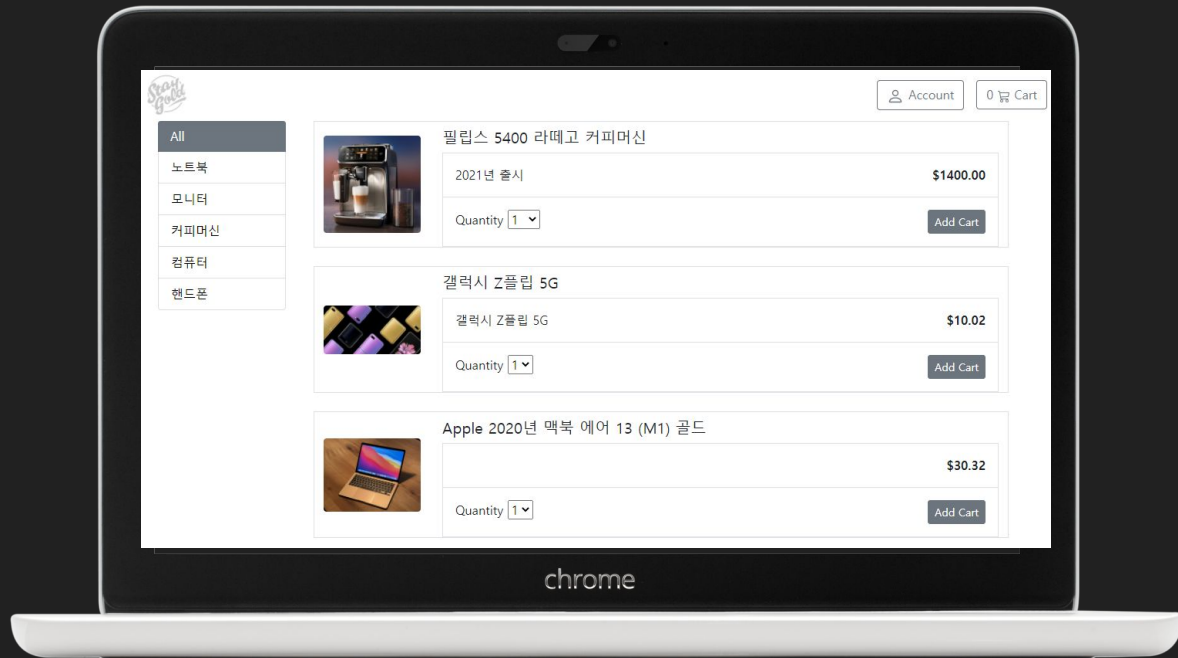 Stay
Gold
Account
0 Cart
All
노트북
모니터
커피머신
컴퓨터
핸드폰
필립스 5400 라떼고 커피머신
2021년 출시
$1400.00
Quantity 1
Add Cart
갤럭시 Z플립 5G
갤럭시 Z플립 5G
$10.02
Quantity 1
Add Cart
Apple 2020년 맥북 에어 13 (M1) 골드
$30.32
Quantity 1
Add Cart
chrome